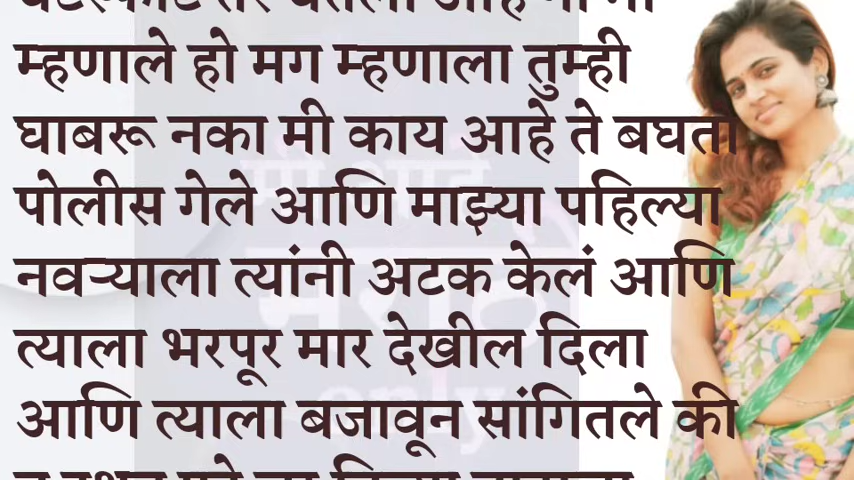 म्हणाले हो मग म्हणाला तुम्ही
घाबरू नका मी काय आहे ते बघता
पोलीस गेले आणि माझ्या पहिल्या
नवऱ्याला त्यांनी अटक केलं आणि
त्याला भरपूर मार देखील दिला
आणि त्याला बजावून सांगितले की